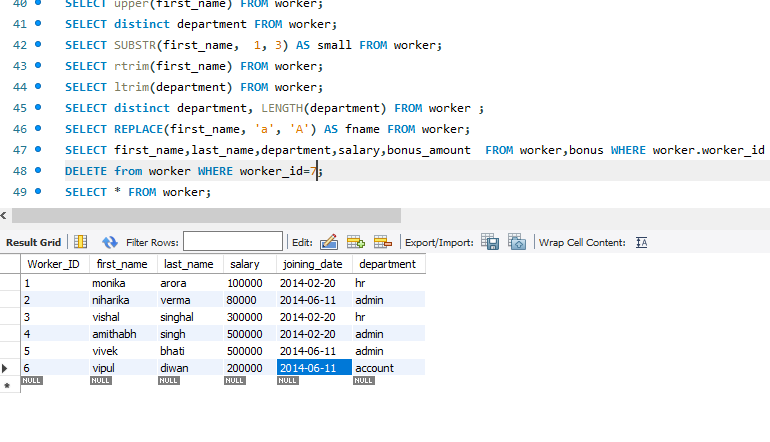 40 SELECT upper(first_name) FROM worker;
41 SELECT distinct department FROM worker;
42 SELECT SUBSTR(first_name,  1, 3) AS small FROM worker;
43 SELECT rtrim(first_name) FROM worker;
44 SELECT ltrim(department) FROM worker;
45 SELECT distinct department, LENGTH(department) FROM worker ;
46 SELECT REPLACE(first_name, 'a', 'A') AS fname FROM worker;
47 SELECT first_name,last_name,department,salary,bonus_amount  FROM worker,bonus WHERE worker.worker_id
48 DELETE from worker WHERE worker_id=7;
49 SELECT * FROM worker;
Result Grid Filter Rows: Edit: Export/Import: Wrap Cell Content: IA
Worker_ID first_name last_name salary joining_date department
1 monika arora 100000 2014-02-20 hr
2 niharika verma 80000 2014-06-11 admin
3 vishal singhal 300000 2014-02-20 hr
4 amithabh singh 500000 2014-02-20 admin
5 vivek bhati 500000 2014-06-11 admin
6 vipul diwan 200000 2014-06-11 account
NULL NULL NULL NULL NULL NULL